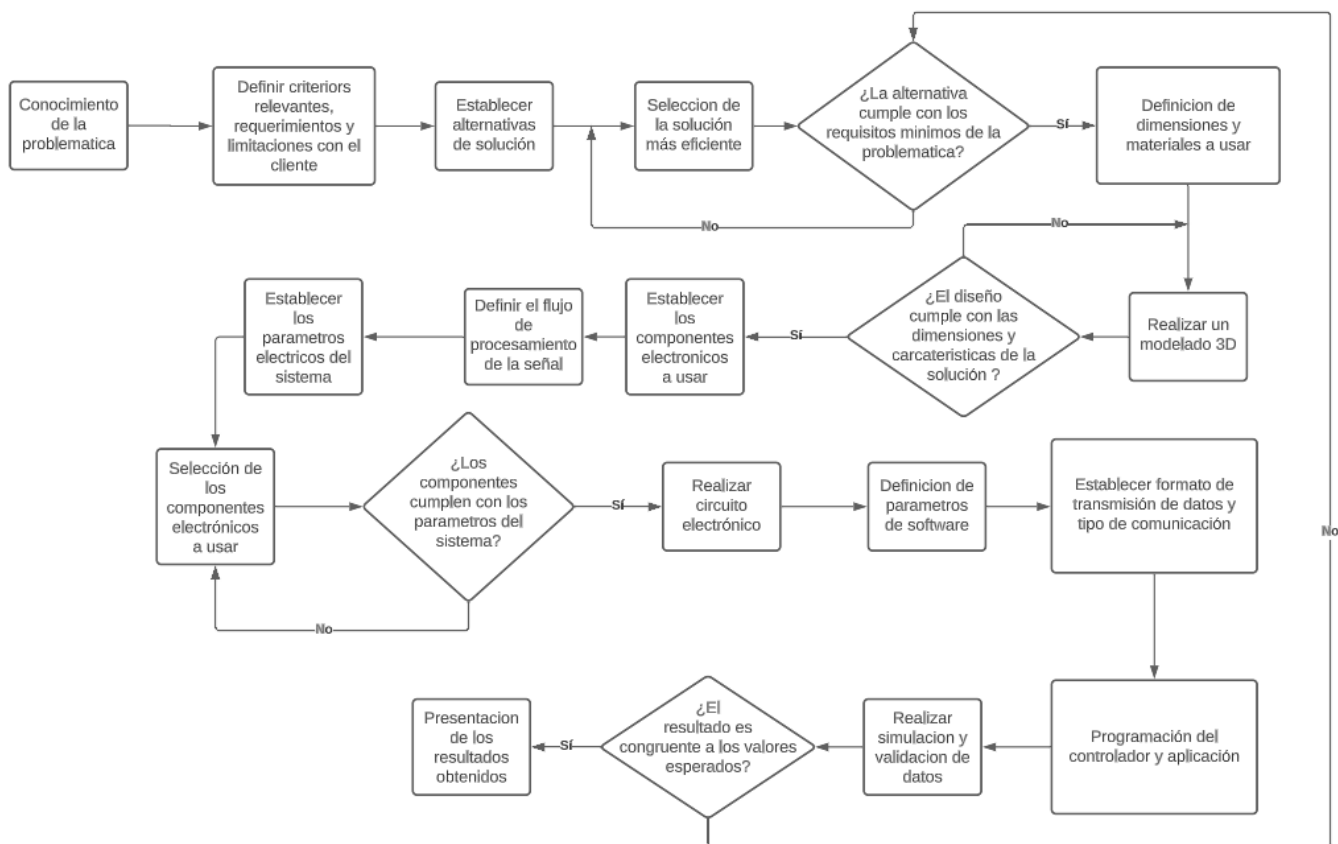 Conocimiento
de la
problematica
Definir criteriors
relevantes,
requerimientos y
limitaciones con el
cliente
Establecer
alternativas
de solución
Seleccion de
la solución
más eficiente
¿La alternativa
cumple con los
requisitos minimos de la
problematica?
Sí
Definicion de
dimensiones y
materiales a usar
No
No
Establecer
los
parametros
electricos del
sistema
Definir el flujo
de
procesamiento
de la señal
Establecer
los
componentes
electronicos
a usar
Sí
¿El diseño
cumple con las
dimensiones y
carcateristicas de la
solución ?
Realizar un
modelado 3D
Selección de
los
componentes
electrónicos
a usar
¿Los
componentes
cumplen con los
parametros del
sistema?
Sí
Realizar
circuito
electrónico
Definicion de
parametros
de software
Establecer formato de
transmisión de datos y
tipo de comunicación
No
No
Presentacion
de los
resultados
obtenidos
Sí
¿El
resultado es
congruente a los valores
esperados?
Realizar
simulacion y
validacion de
datos
Programación del
controlador y aplicación